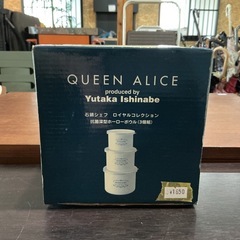 QUEEN ALICE
produced by
Yutaka Ishinabe
石鍋シェフ ロイヤルコレクション
抗菌深型ホーローボウル(3個組)